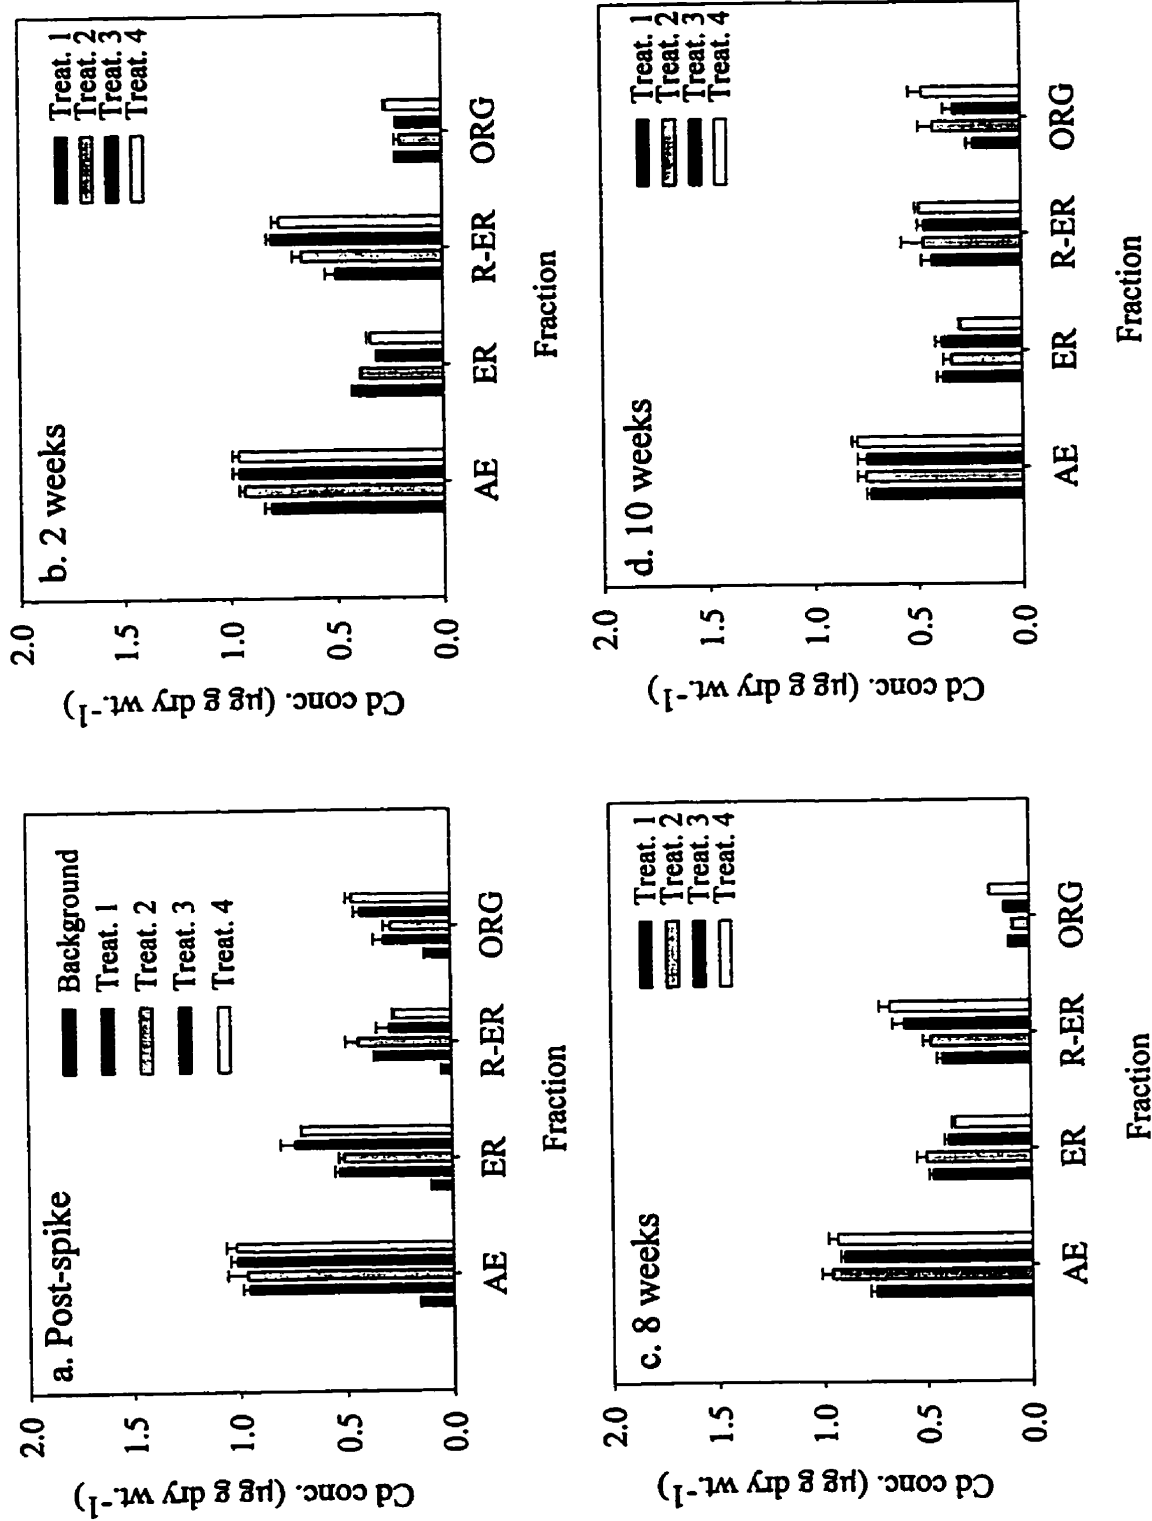 a. Post-spike
Background
Treat. 1
Treat. 2
Treat. 3
Treat. 4
2.0
1.5
1.0
0.5
0.0
Cd conc. (µg g dry wt.-1)
AE
ER
R-ER
ORG
Fraction
b. 2 weeks
Treat. 1
Treat. 2
Treat. 3
Treat. 4
2.0
1.5
1.0
0.5
0.0
Cd conc. (µg g dry wt.-1)
AE
ER
R-ER
ORG
Fraction
c. 8 weeks
Treat. 1
Treat. 2
Treat. 3
Treat. 4
2.0
1.5
1.0
0.5
0.0
Cd conc. (µg g dry wt.-1)
AE
ER
R-ER
ORG
Fraction
d. 10 weeks
Treat. 1
Treat. 2
Treat. 3
Treat. 4
2.0
1.5
1.0
0.5
0.0
Cd conc. (µg g dry wt.-1)
AE
ER
R-ER
ORG
Fraction